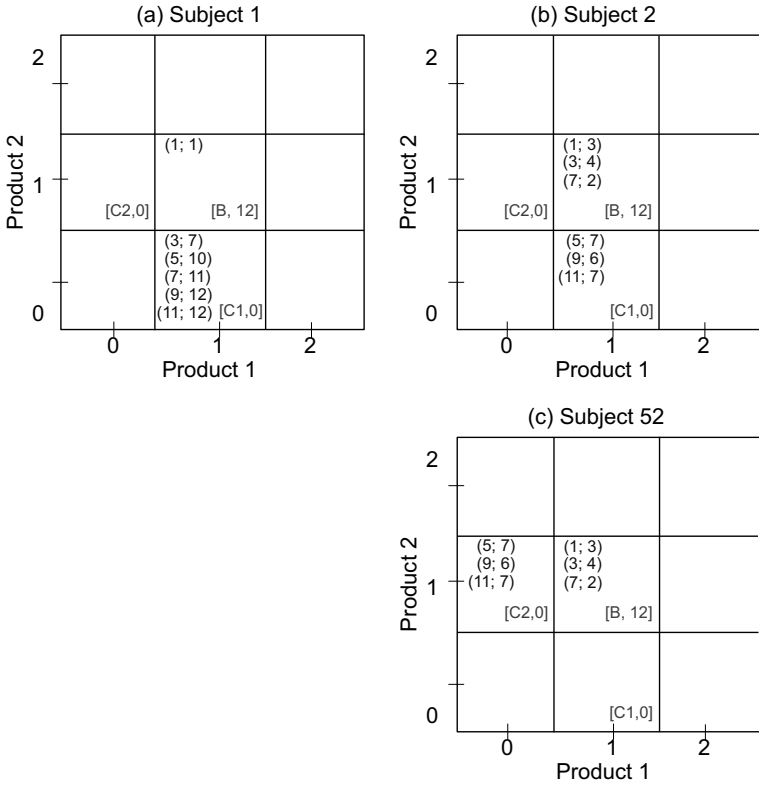 (a) Subject 1
2
1
0
Product 2
(1; 1)
[C2,0]
[B, 12]
(3; 7)
(5; 10)
(7; 11)
(9; 12)
(11; 12)
[C1,0]
0
1
2
Product 1
(b) Subject 2
2
1
0
Product 2
(1; 3)
(3; 4)
(7; 2)
[C2,0]
[B, 12]
(5; 7)
(9; 6)
(11; 7)
[C1,0]
0
1
2
Product 1
(c) Subject 52
2
1
0
Product 2
(5; 7)
(9; 6)
(11; 7)
(1; 3)
(3; 4)
(7; 2)
[C2,0]
[B, 12]
[C1,0]
0
1
2
Product 1